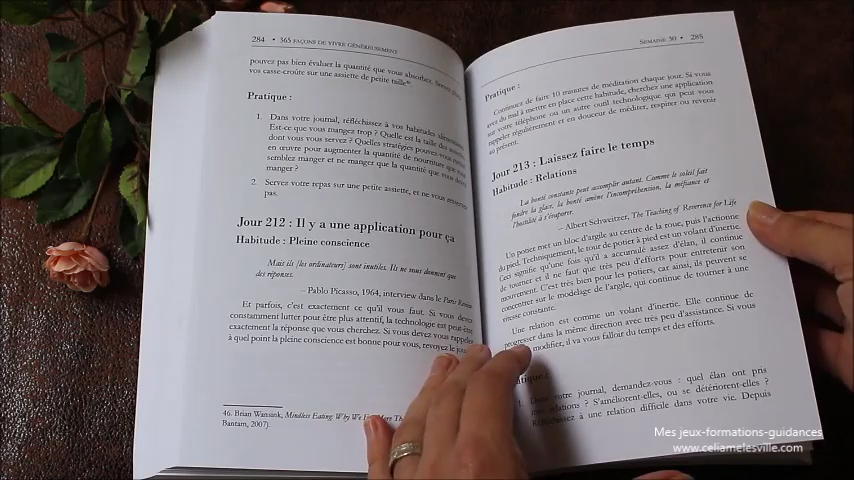 284 • 365 FAÇONS DE VIVRE GÉNÉREUSEMENT
pouvez pas bien évaluer la quantité que vous absorbez. Servez
vos casse-croûte sur une assiette de petite taille⁴⁶.
Pratique :
1. Dans votre journal, réfléchissez à vos habitudes alimentaires.
Est-ce que vous mangez trop ? Quelle est la taille des
dont vous vous servez ? Quelles stratégies pouvez-vous
en œuvre pour augmenter la quantité de nourriture que vous
semblez manger et ne manger que la quantité que vous devez
manger ?
2. Servez votre repas sur une petite assiette, et ne vous resservez
pas.
Jour 212 : Il y a une application pour ça
Habitude : Pleine conscience
Mais ils [les ordinateurs] sont inutiles. Ils ne vous donnent que
des réponses.
– Pablo Picasso, 1964, interview dans le Paris Review
Et parfois, c'est exactement ce qu'il vous faut. Si vous devez
constamment lutter pour être plus attentif, la technologie est peut-être
exactement la réponse que vous cherchez. Si vous devez vous rappeler
à quel point la pleine conscience est bonne pour vous, revoyez le jour
46. Brian Wansink, Mindless Eating: Why We Eat More Th
Bantam, 2007).
SEMAINE 30 • 285
Pratique :
Continuez de faire 10 minutes de méditation chaque jour. Si vous
avez du mal à mettre en place cette habitude, cherchez une application
sur votre téléphone ou un autre outil technologique qui peut vous
rappeler régulièrement et en douceur de méditer, respirer ou revenir
au présent.
Jour 213 : Laissez faire le temps
Habitude : Relations
La bonté constante peut accomplir autant. Comme le soleil fait
fondre la glace, la bonté amène l'incompréhension, la méfiance et
l'hostilité à s'évaporer.
– Albert Schweitzer, The Teaching of Reverence for Life
Un potier met un bloc d'argile au centre de la roue, puis l'actionne
du pied. Techniquement, le tour de potier à pied est un volant d'inertie.
Ceci signifie qu'une fois qu'il a accumulé assez d'élan, il continue
de tourner et il ne faut que très peu d'efforts pour entretenir son
mouvement. C'est très bien pour les potiers, car ainsi, ils peuvent se
concentrer sur le modelage de l'argile, qui continue de tourner à une
vitesse constante.
Une relation est comme un volant d'inertie. Elle continue de
progresser dans la même direction avec très peu d'assistance. Si vous
modifier, il va vous falloir du temps et des efforts.
Pratique :
1. Dans votre journal, demandez-vous : quel élan ont pris
mes relations ? S'améliorent-elles, ou se détériorent-elles ?
Réfléchissez à une relation difficile dans votre vie. Depuis
Mes jeux-formations-guidances
www.celiamelesville.com